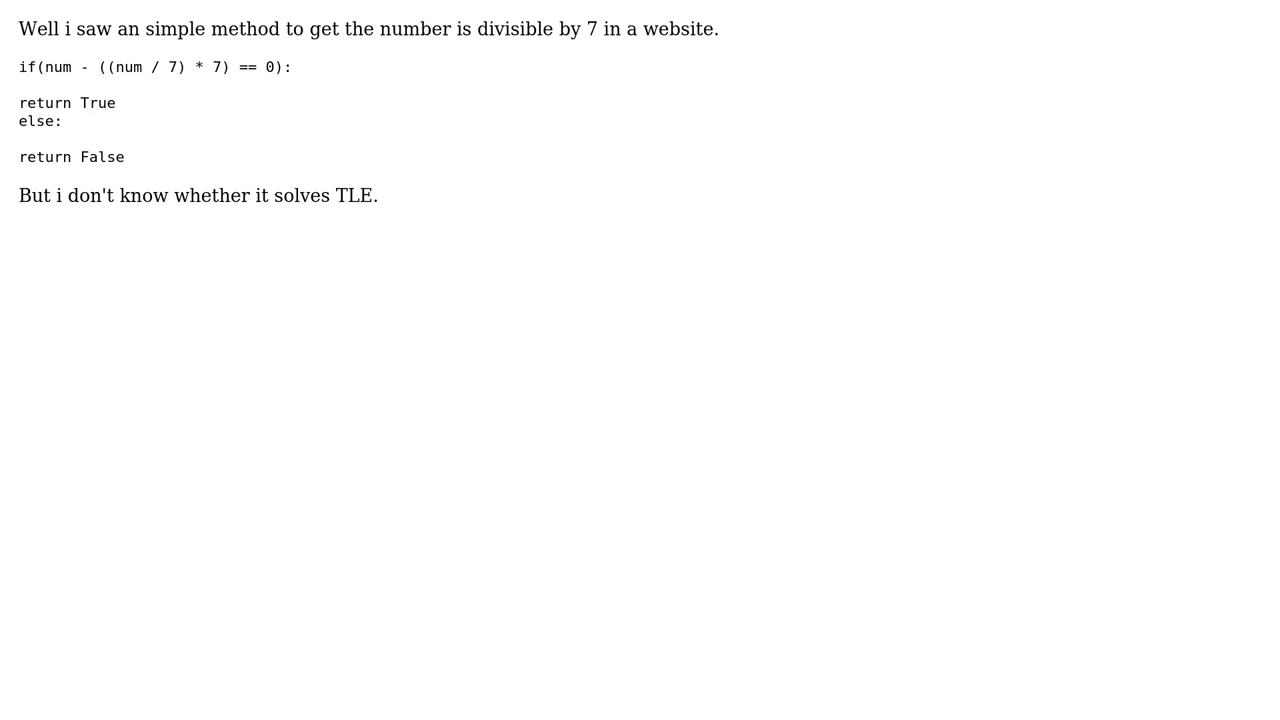 Well i saw an simple method to get the number is divisible by 7 in a website.
if(num - ((num / 7) * 7) == 0):
return True
else:
return False
But i don't know whether it solves TLE.